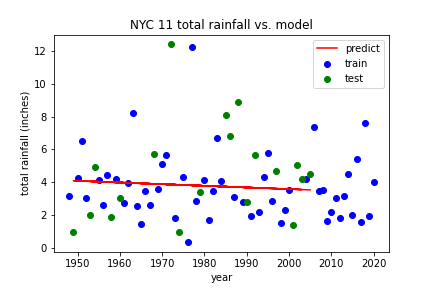 NYC 11 total rainfall vs. model
predict
train
test
total rainfall (inches)
12
10
8
6
4
2
0
1950 1960 1970 1980 1990 2000 2010 2020
year